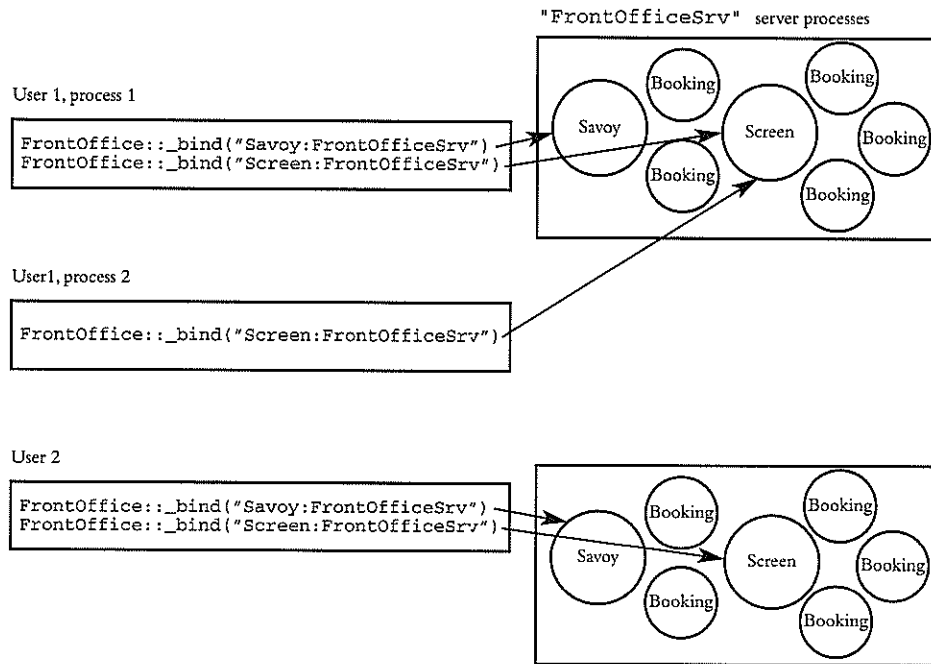 "FrontOfficeSrv" server processes
User 1, process 1
FrontOffice::_bind("Savoy:FrontOfficeSrv")
FrontOffice::_bind("Screen:FrontOfficeSrv")
Savoy
Booking
Booking
Screen
Booking
Booking
Booking
User1, process 2
FrontOffice::_bind("Screen:FrontOfficeSrv")
User 2
FrontOffice::_bind("Savoy:FrontOfficeSrv")
FrontOffice::_bind("Screen:FrontOfficeSrv")
Savoy
Booking
Booking
Screen
Booking
Booking
Booking